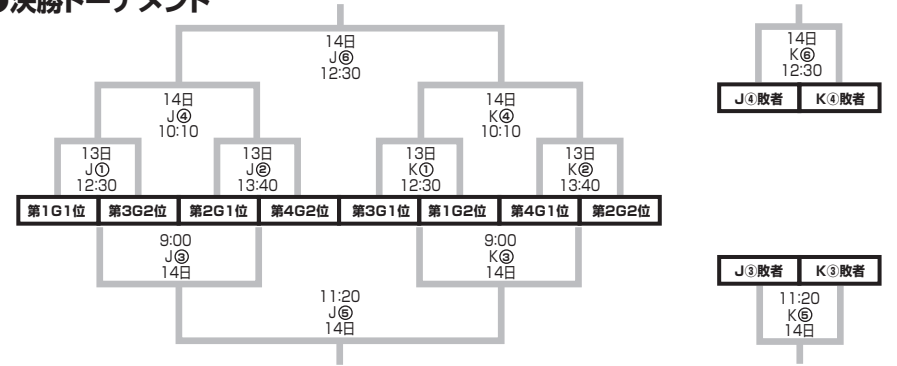 ●決勝トーナメント
14日
J⑥
12:30
14日
J④
10:10
14日
K④
10:10
13日
J①
12:30
13日
J②
13:40
13日
K①
12:30
13日
K②
13:40
第1G1位 第3G2位 第2G1位 第4G2位 第3G1位 第1G2位 第4G1位 第2G2位
9:00
J③
14日
9:00
K③
14日
11:20
J⑤
14日
14日
K⑥
12:30
J④敗者 K④敗者
J③敗者 K③敗者
11:20
K⑤
14日